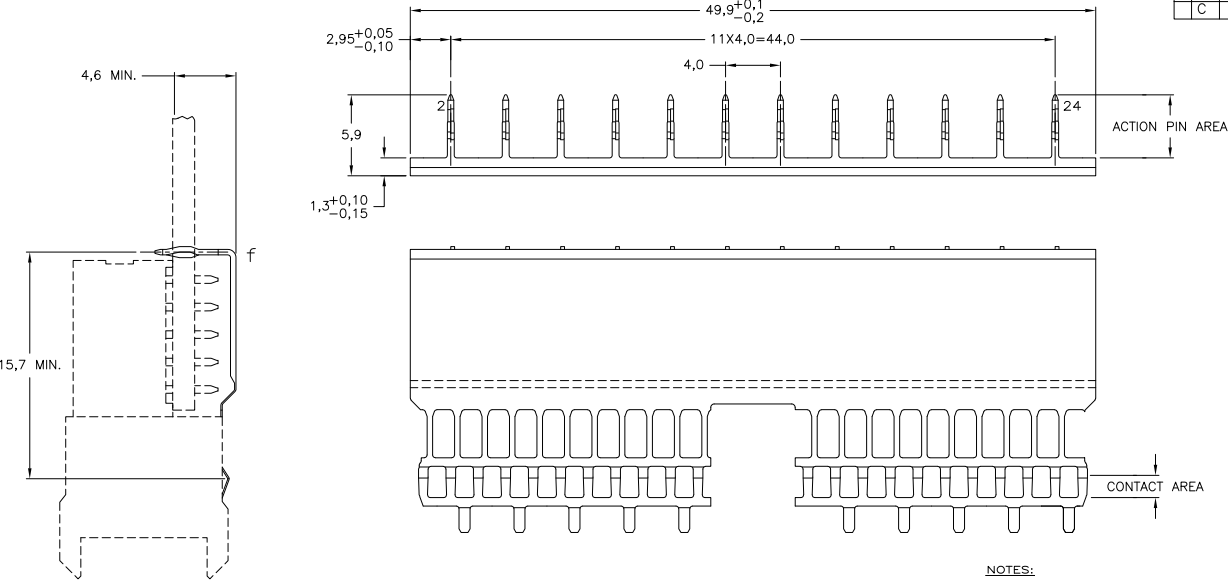 C
49,9+0,1
−0,2
2,95+0,05
−0,10
11X4,0=44,0
4,6 MIN.
4,0
2
24
5,9
ACTION PIN AREA
1,3+0,10
−0,15
f
15,7 MIN.
CONTACT AREA
NOTES: